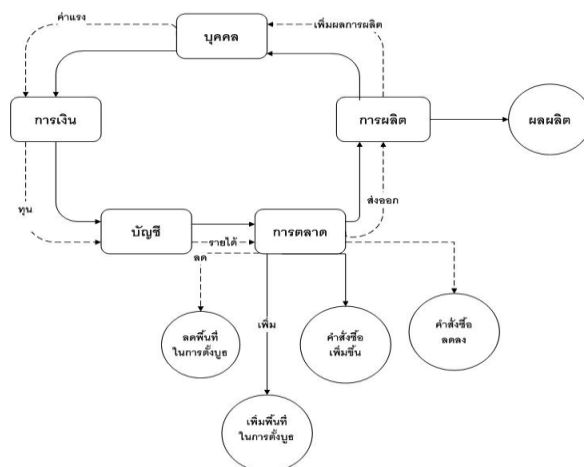 ค่าแรง
บุคคล
เพิ่มผลการผลิต
การเงิน
การผลิต
ผลผลิต
ทุน
ส่งออก
บัญชี
รายได้
การตลาด
ลด
เพิ่ม
ลดพื้นที่
ในการตั้งบูธ
คำสั่งซื้อ
เพิ่มขึ้น
คำสั่งซื้อ
ลดลง
เพิ่มพื้นที่
ในการตั้งบูธ